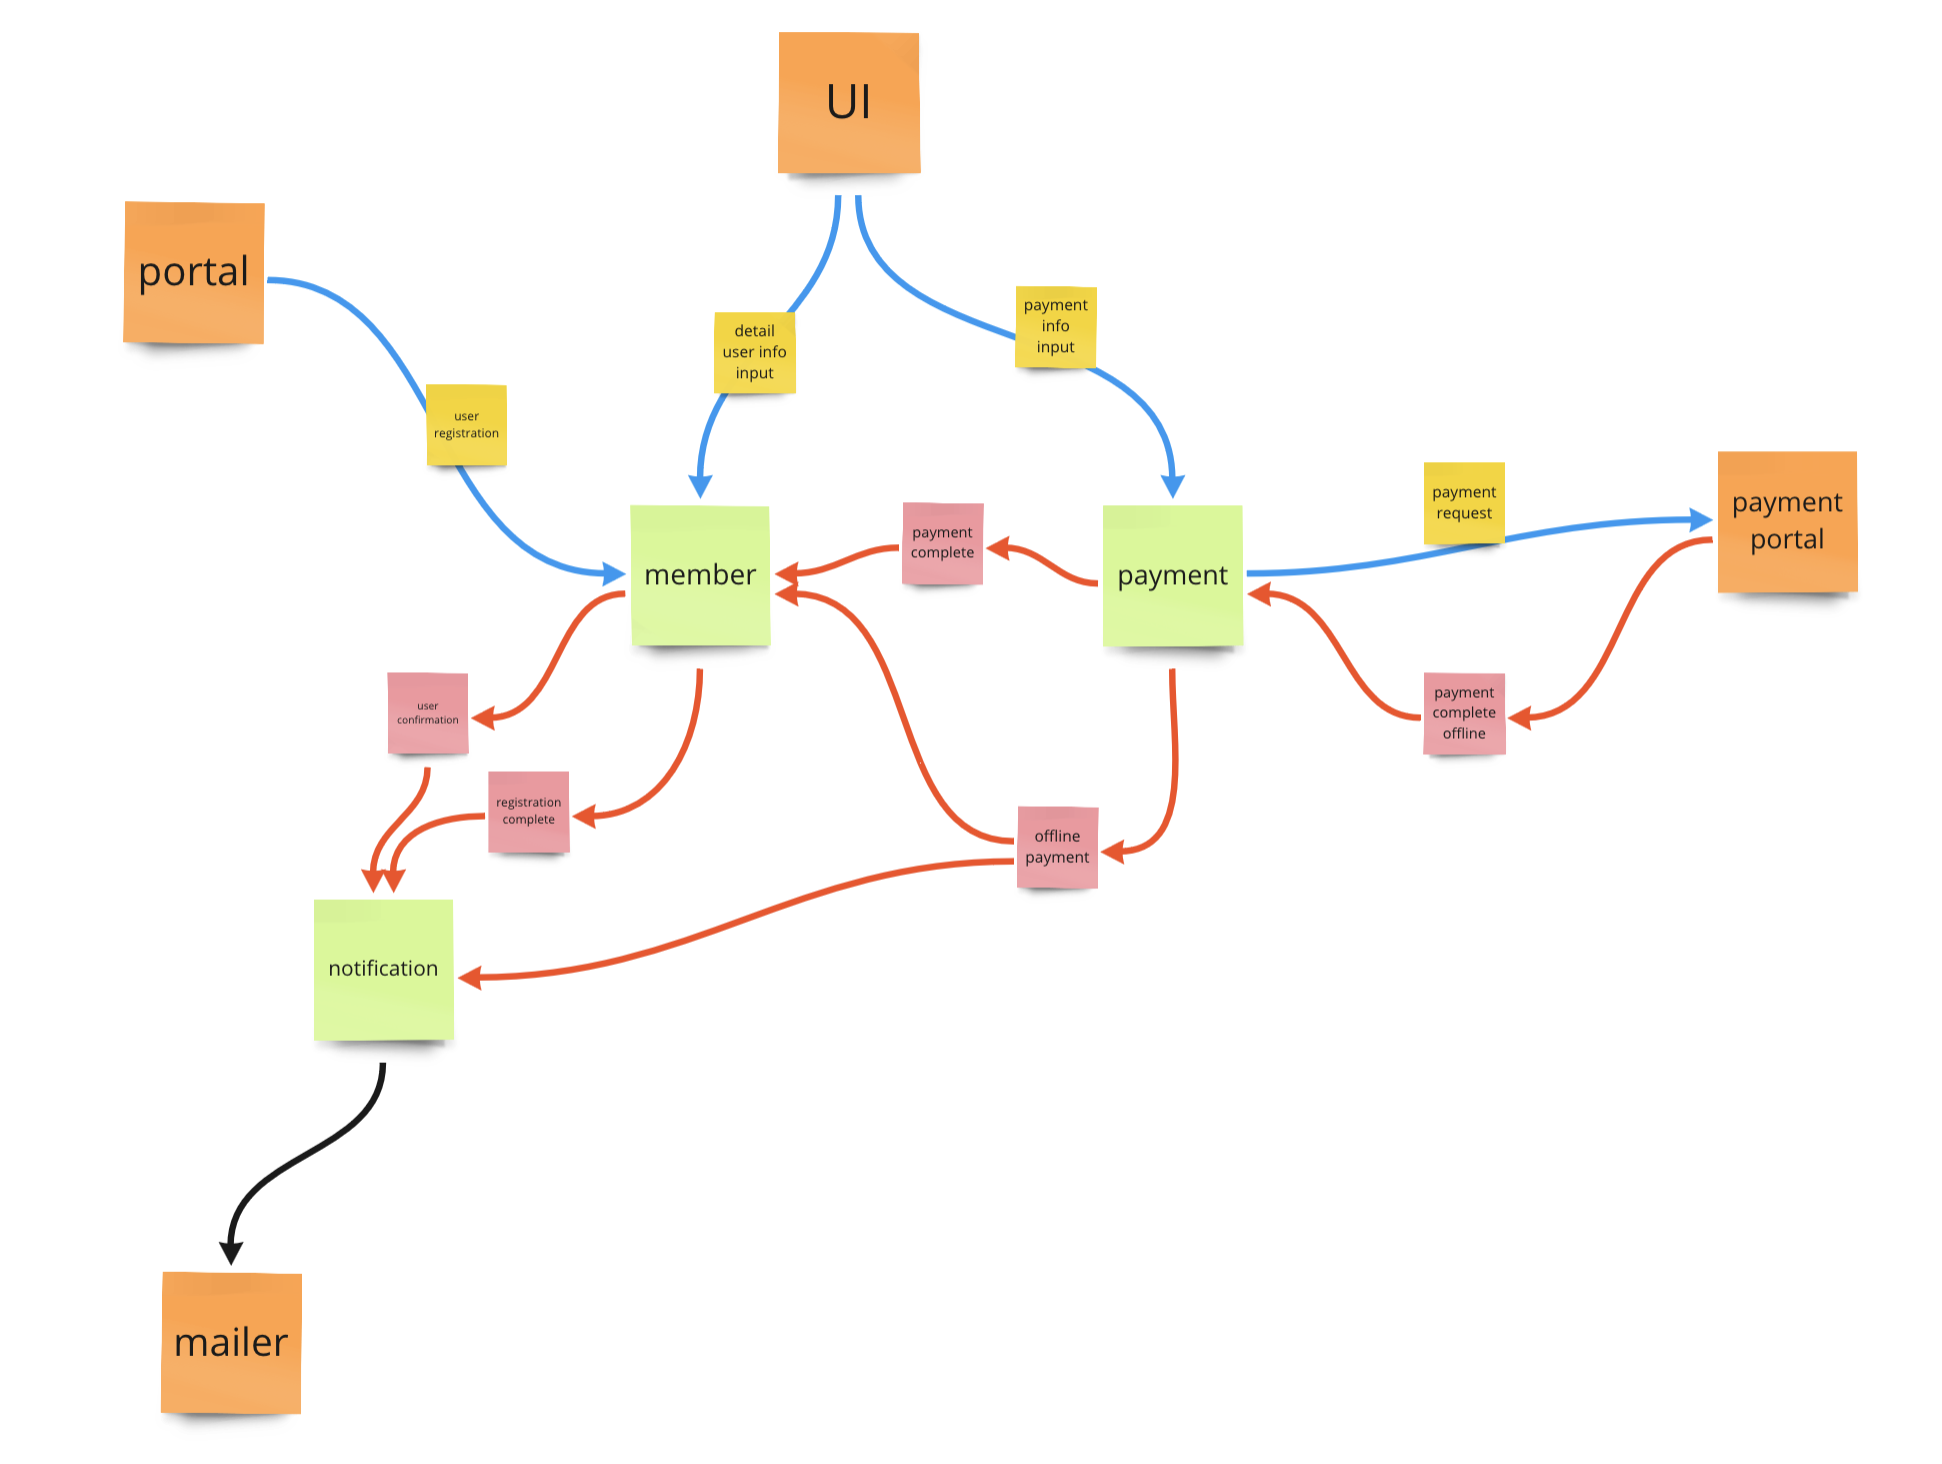 UI
portal
payment
info
input
detail
user info
input
user
registration
payment
request
payment
portal
payment
complete
member
payment
user
confirmation
payment
complete
offline
registration
complete
offline
payment
notification
mailer